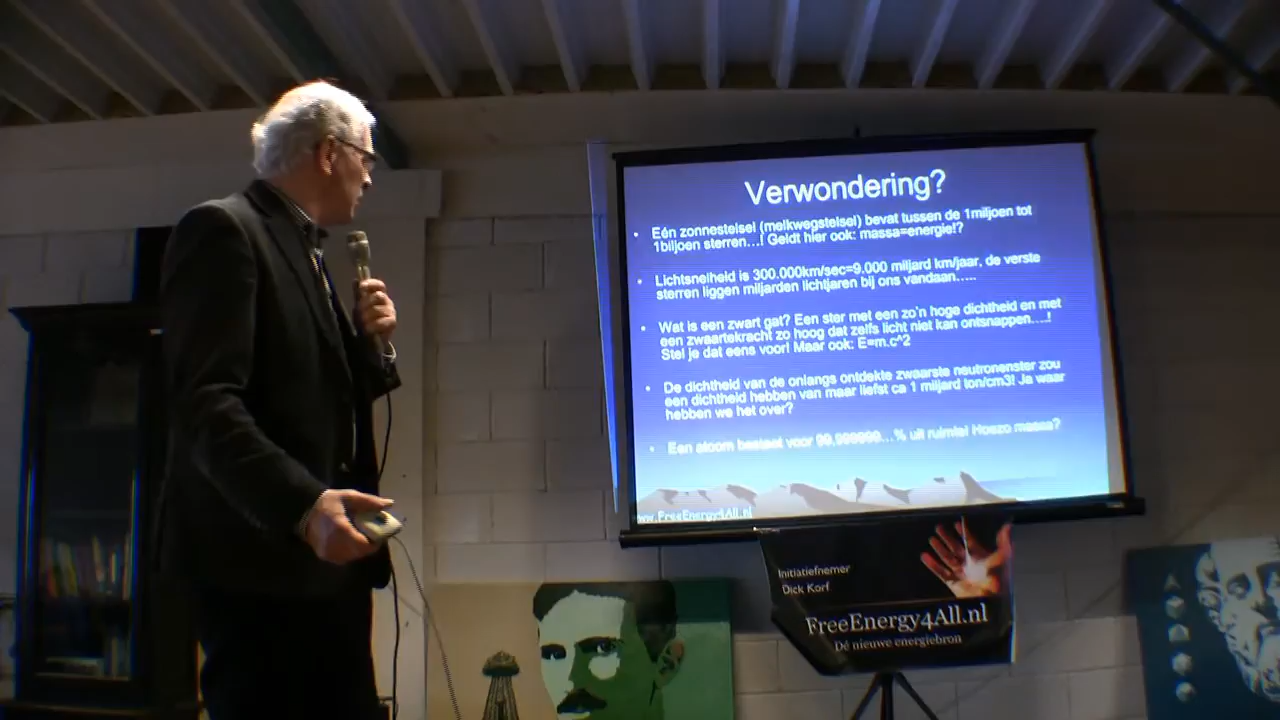 Verwondering?
Eén zonnestelsel (melkwegstelsel) bevat tussen de 1miljoen tot
1biljoen sterren…! Geldt hier ook: massa=energie!?
Lichtsnelheid is 300.000km/sec=9.000 miljard km/jaar, de verste
sterren liggen miljarden lichtjaren bij ons vandaan…..
Wat is een zwart gat? Een ster met een zo'n hoge dichtheid en met
een zwaartekracht zo hoog dat zelfs licht niet kan ontsnappen….!
Stel je dat eens voor! Maar ook: E=m.c^2
De dichtheid van de onlangs ontdekte zwaarste neutronenster zou
een dichtheid hebben van maar liefst ca 1 miljard ton/cm3! Ja waar
hebben we het over?
Een atoom bestaat voor 99,999999…% uit ruimte! Hoezo massa?
www.FreeEnergy4All.nl
Initiatiefnemer
Dick Korf
FreeEnergy4All.nl
Dé nieuwe energiebron